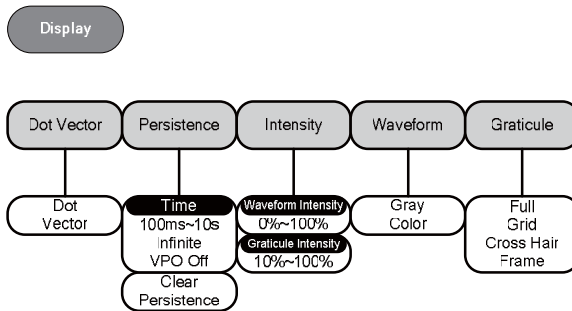 Display
Dot Vector
Persistence
Intensity
Waveform
Graticule
Dot
Vector
Time
100ms~10s
Infinite
VPO Off
Clear
Persistence
Waveform Intensity
0%~100%
Graticule Intensity
10%~100%
Gray
Color
Full
Grid
Cross Hair
Frame